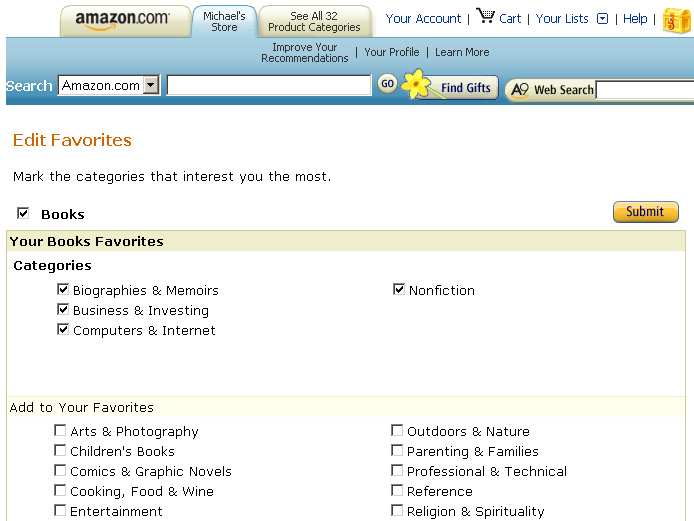 amazon.com
Michael's
Store
See All 32
Product Categories
Your Account | Cart | Your Lists | Help |
Improve Your
Recommendations | Your Profile | Learn More
Search Amazon.com GO Find Gifts A9 Web Search
Edit Favorites
Mark the categories that interest you the most.
Books Submit
Your Books Favorites
Categories
Biographies & Memoirs Nonfiction
Business & Investing
Computers & Internet
Add to Your Favorites
Arts & Photography Outdoors & Nature
Children's Books Parenting & Families
Comics & Graphic Novels Professional & Technical
Cooking, Food & Wine Reference
Entertainment Religion & Spirituality